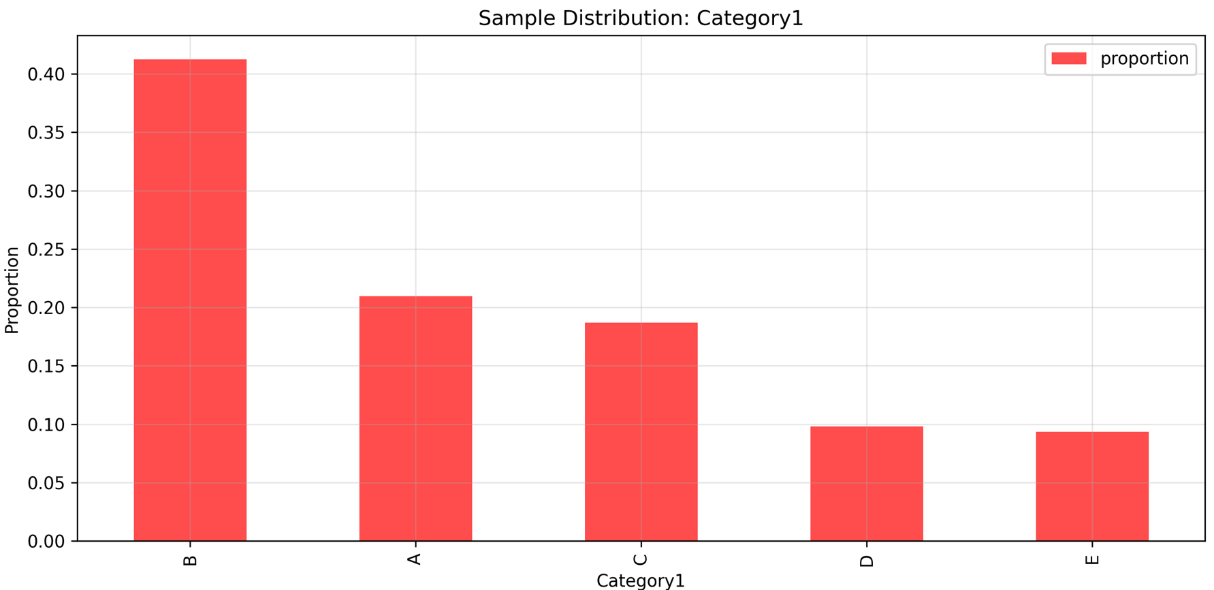 Sample Distribution: Category1
proportion
Proportion
0.40
0.35
0.30
0.25
0.20
0.15
0.10
0.05
0.00
B
A
C
D
E
Category1